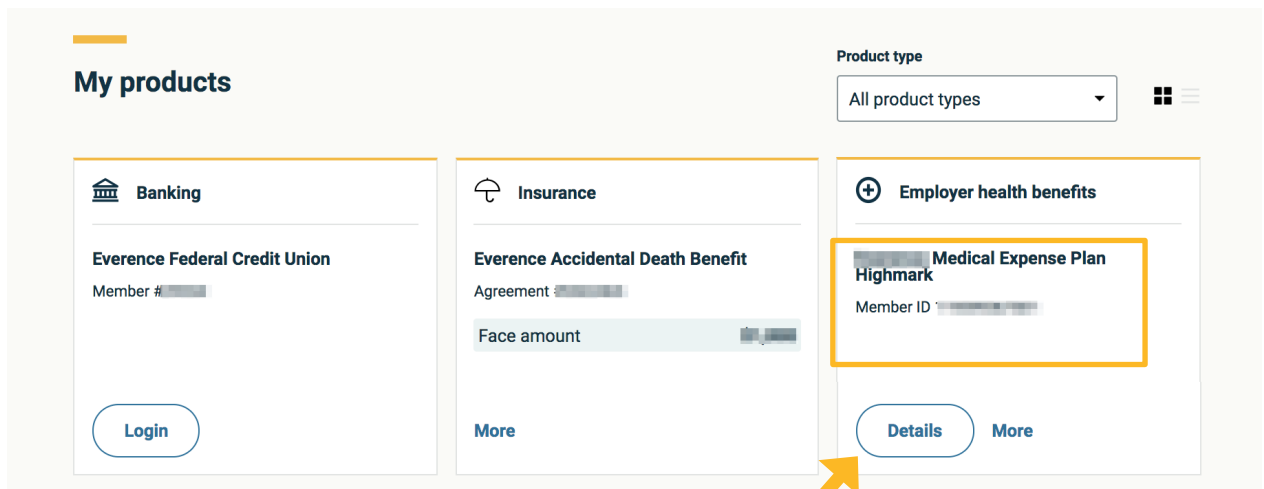 My products
Product type
All product types
Banking
Everence Federal Credit Union
Member #
Login
Insurance
Everence Accidental Death Benefit
Agreement
Face amount
More
Employer health benefits
Medical Expense Plan
Highmark
Member ID
Details
More